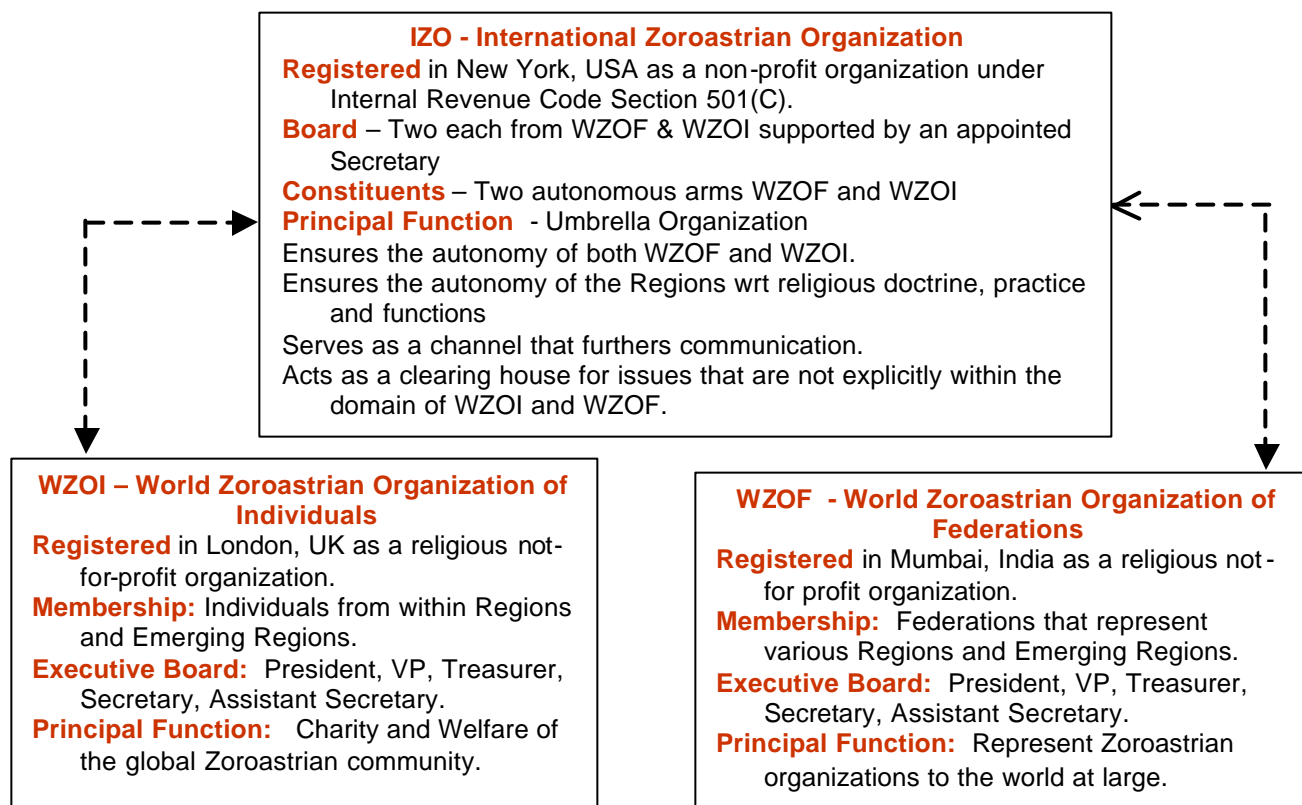 IZO - International Zoroastrian Organization
Registered in New York, USA as a non-profit organization under
Internal Revenue Code Section 501(C).
Board – Two each from WZOF & WZOI supported by an appointed
Secretary
Constituents – Two autonomous arms WZOF and WZOI
Principal Function - Umbrella Organization
Ensures the autonomy of both WZOF and WZOI.
Ensures the autonomy of the Regions wrt religious doctrine, practice
and functions
Serves as a channel that furthers communication.
Acts as a clearing house for issues that are not explicitly within the
domain of WZOI and WZOF.
WZOI – World Zoroastrian Organization of
Individuals
Registered in London, UK as a religious not-
for-profit organization.
Membership: Individuals from within Regions
and Emerging Regions.
Executive Board: President, VP, Treasurer,
Secretary, Assistant Secretary.
Principal Function: Charity and Welfare of
the global Zoroastrian community.
WZOF - World Zoroastrian Organization of
Federations
Registered in Mumbai, India as a religious not-
for profit organization.
Membership: Federations that represent
various Regions and Emerging Regions.
Executive Board: President, VP, Treasurer,
Secretary, Assistant Secretary.
Principal Function: Represent Zoroastrian
organizations to the world at large.